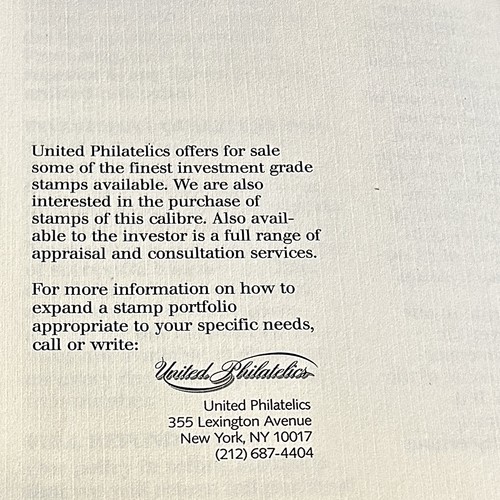 United Philatelics offers for sale
some of the finest investment grade
stamps available. We are also
interested in the purchase of
stamps of this calibre. Also avail-
able to the investor is a full range of
appraisal and consultation services.
For more information on how to
expand a stamp portfolio
appropriate to your specific needs,
call or write:
United Philatelics
United Philatelics
355 Lexington Avenue
New York, NY 10017
(212) 687-4404